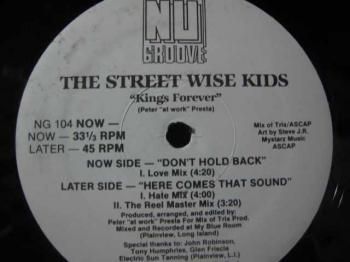 NU
GROOVE
THE STREET WISE KIDS
"Kings Forever"
(Peter "at work" Presta)
NG 104 NOW —
NOW — 33⅓ RPM
LATER — 45 RPM
Mix of Trix/ASCAP
Art by Steve J.R.
Mystarz Music
ASCAP
NOW SIDE — "DON'T HOLD BACK"
I. Love Mix (4:20)
LATER SIDE — "HERE COMES THAT SOUND"
I. Hate Mix (4:00)
II. The Reel Master Mix (3:20)
Produced, arranged, and edited by:
Peter "at work" Presta For Mix of Trix Prod.
Mixed and Recorded at My Blue Room
(Plainview, Long Island)
Special thanks to: John Robinson,
Tony Humphries, Glen Friscia
Electric Sun Tanning (Plainview, L.I.)